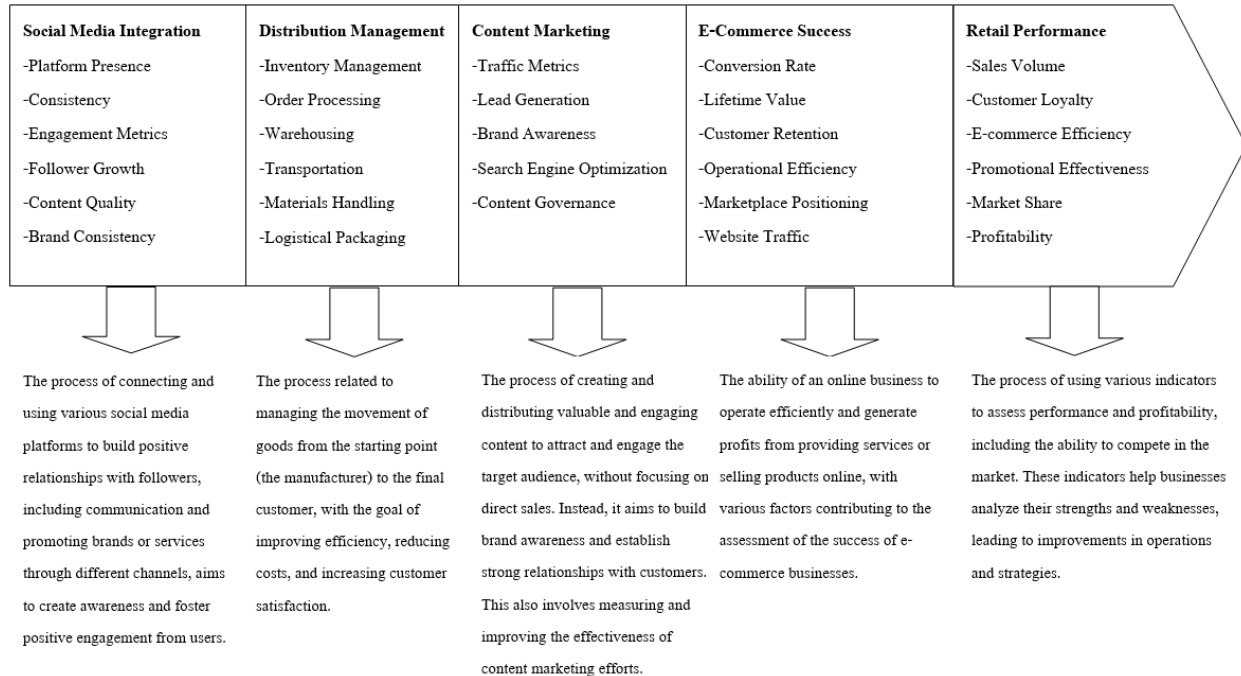 Social Media Integration
-Platform Presence
-Consistency
-Engagement Metrics
-Follower Growth
-Content Quality
-Brand Consistency
Distribution Management
-Inventory Management
-Order Processing
-Warehousing
-Transportation
-Materials Handling
-Logistical Packaging
Content Marketing
-Traffic Metrics
-Lead Generation
-Brand Awareness
-Search Engine Optimization
-Content Governance
E-Commerce Success
-Conversion Rate
-Lifetime Value
-Customer Retention
-Operational Efficiency
-Marketplace Positioning
-Website Traffic
Retail Performance
-Sales Volume
-Customer Loyalty
-E-commerce Efficiency
-Promotional Effectiveness
-Market Share
-Profitability
The process of connecting and
using various social media
platforms to build positive
relationships with followers,
including communication and
promoting brands or services
through different channels, aims
to create awareness and foster
positive engagement from users.
The process related to
managing the movement of
goods from the starting point
(the manufacturer) to the final
customer, with the goal of
improving efficiency, reducing
costs, and increasing customer
satisfaction.
The process of creating and
distributing valuable and engaging
content to attract and engage the
target audience, without focusing on
direct sales. Instead, it aims to build
brand awareness and establish
strong relationships with customers.
This also involves measuring and
improving the effectiveness of
content marketing efforts.
The ability of an online business to
operate efficiently and generate
profits from providing services or
selling products online, with
various factors contributing to the
assessment of the success of e-
commerce businesses.
The process of using various indicators
to assess performance and profitability,
including the ability to compete in the
market. These indicators help businesses
analyze their strengths and weaknesses,
leading to improvements in operations
and strategies.